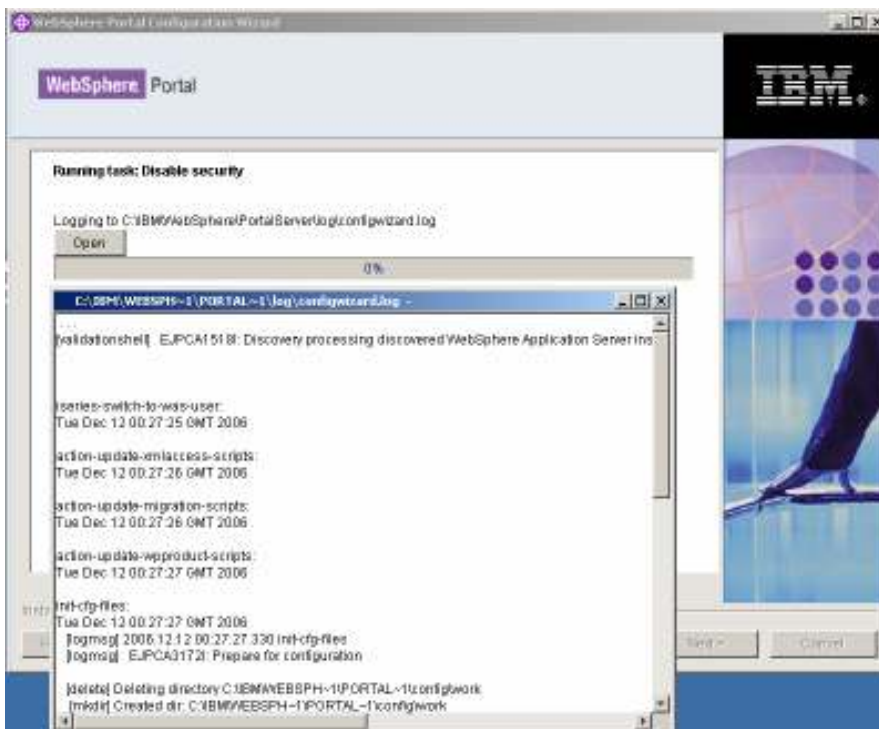 WebSphere Portal Configuration Wizard
WebSphere Portal
IBM®
Running task: Disable security
Logging to C:\IBM\WebSphere\PortalServer\log\configwizard.log
Open
0%
C:\IBM\WEBSPH~1\PORTAL~1\log\configwizard.log -
...
[validationshell] EJPCA1518I: Discovery processing discovered WebSphere Application Server ins
iseries-switch-to-was-user:
Tue Dec 12 00:27:25 GMT 2006
action-update-xmlaccess-scripts:
Tue Dec 12 00:27:26 GMT 2006
action-update-migration-scripts:
Tue Dec 12 00:27:26 GMT 2006
action-update-wpproduct-scripts:
Tue Dec 12 00:27:27 GMT 2006
init-cfg-files:
Tue Dec 12 00:27:27 GMT 2006
[logmsg] 2006.12.12 00:27:27.330 init-cfg-files
[logmsg] EJPCA3172I: Prepare for configuration
[delete] Deleting directory C:\IBM\WEBSPH~1\PORTAL~1\config\work
[mkdir] Created dir: C:\IBM\WEBSPH~1\PORTAL~1\config\work
Next >
Cancel